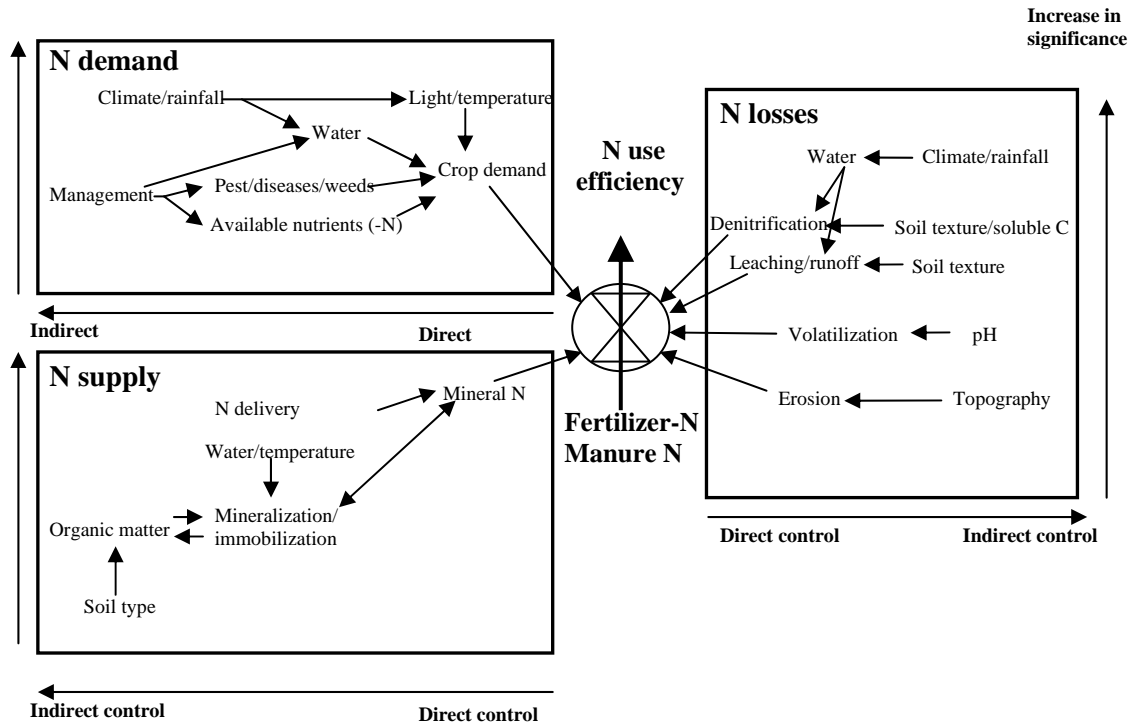 Increase in
significance
N demand
Climate/rainfall
Light/temperature
Water
Crop demand
Management
Pest/diseases/weeds
Available nutrients (-N)
Indirect
Direct
N supply
N delivery
Mineral N
Water/temperature
Organic matter
Mineralization/
immobilization
Soil type
Indirect control
Direct control
N use
efficiency
Fertilizer-N
Manure N
N losses
Water
Climate/rainfall
Denitrification
Soil texture/soluble C
Leaching/runoff
Soil texture
Volatilization
pH
Erosion
Topography
Direct control
Indirect control